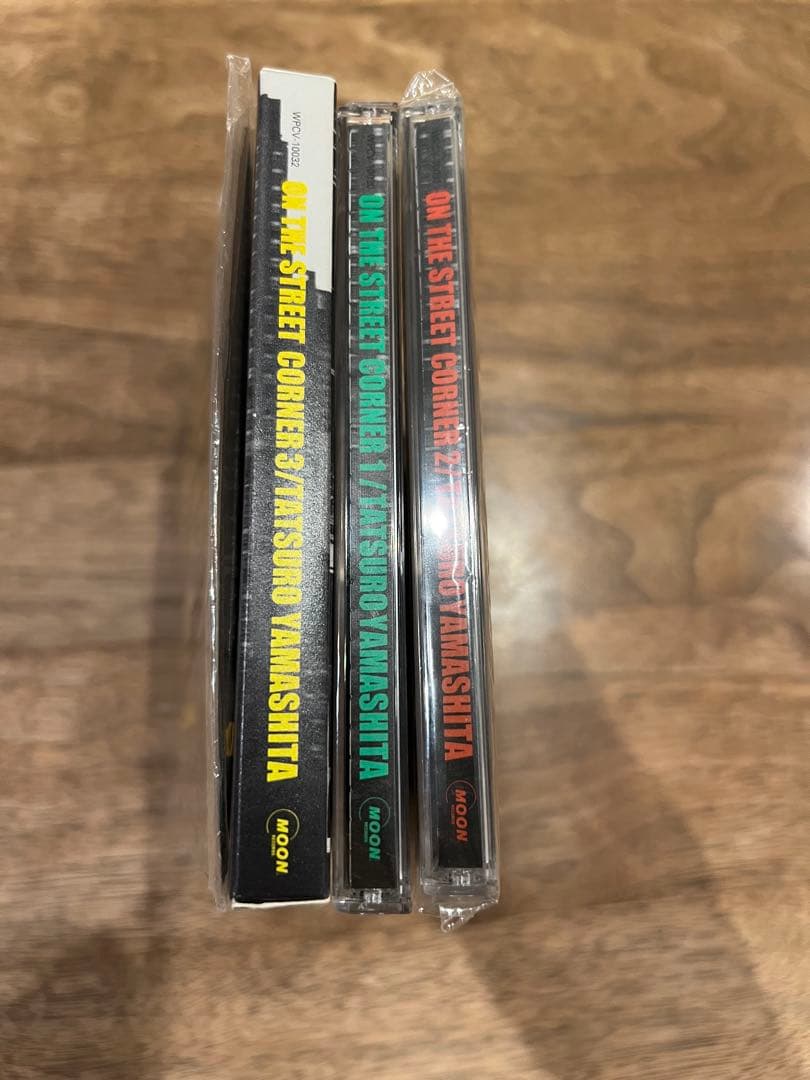 WPCV-10032
ON THE STREET CORNER 3/TATSURO YAMASHITA
MOON
ON THE STREET CORNER 1/TATSURO YAMASHITA
MOON
ON THE STREET CORNER 2/ YAMASHITA
MOON